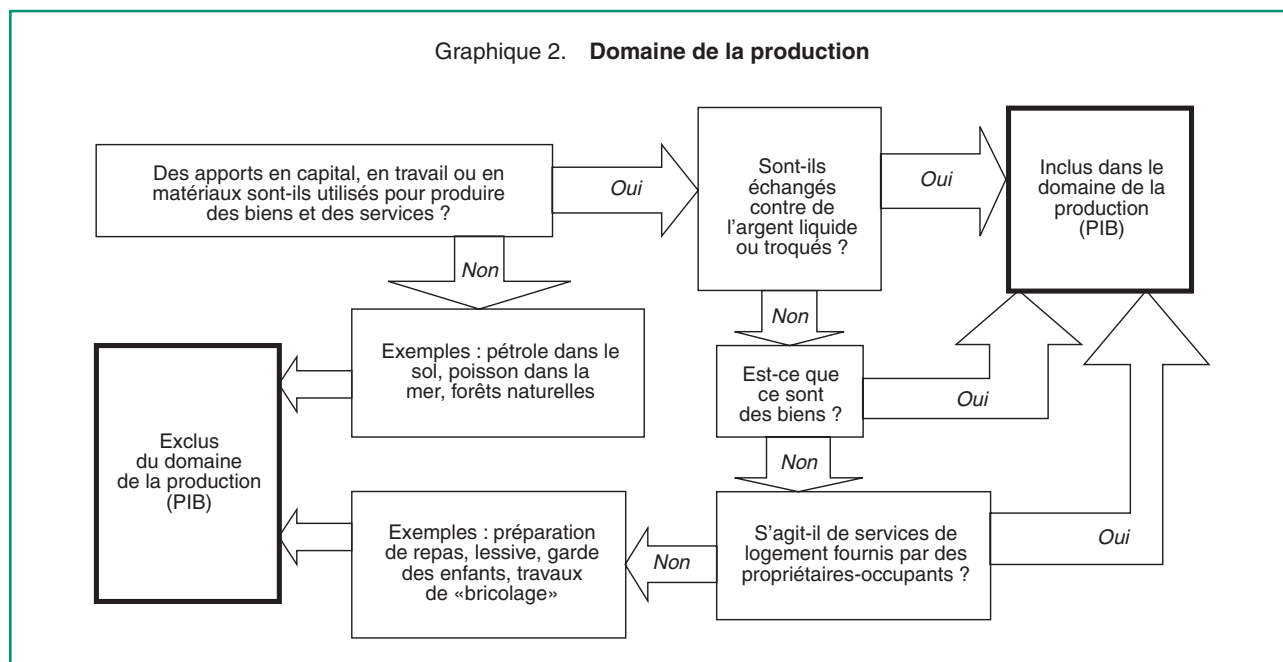 Graphique 2. Domaine de la production
Des apports en capital, en travail ou en
matériaux sont-ils utilisés pour produire
des biens et des services ?
Oui
Sont-ils
échangés
contre de
l'argent liquide
ou troqués ?
Oui
Inclus dans le
domaine de la
production
(PIB)
Non
Non
Exemples : pétrole dans le
sol, poisson dans la
mer, forêts naturelles
Est-ce que
ce sont
des biens ?
Oui
Exclus
du domaine
de la production
(PIB)
Non
Exemples : préparation
de repas, lessive, garde
des enfants, travaux
de «bricolage»
Non
S'agit-il de services de
logement fournis par des
propriétaires-occupants ?
Oui